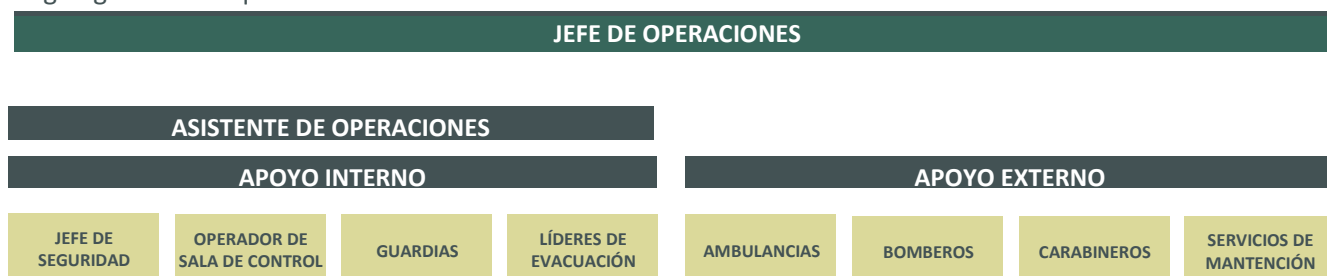 JEFE DE OPERACIONES
ASISTENTE DE OPERACIONES
APOYO INTERNO
APOYO EXTERNO
JEFE DE
SEGURIDAD
OPERADOR DE
SALA DE CONTROL
GUARDIAS
LÍDERES DE
EVACUACIÓN
AMBULANCIAS
BOMBEROS
CARABINEROS
SERVICIOS DE
MANTENCIÓN